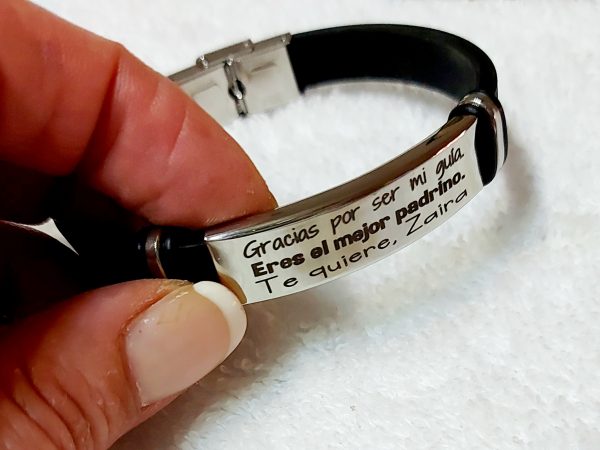 Gracias por ser mi guía
Eres el mejor padrino.
Te quiere, Zaira